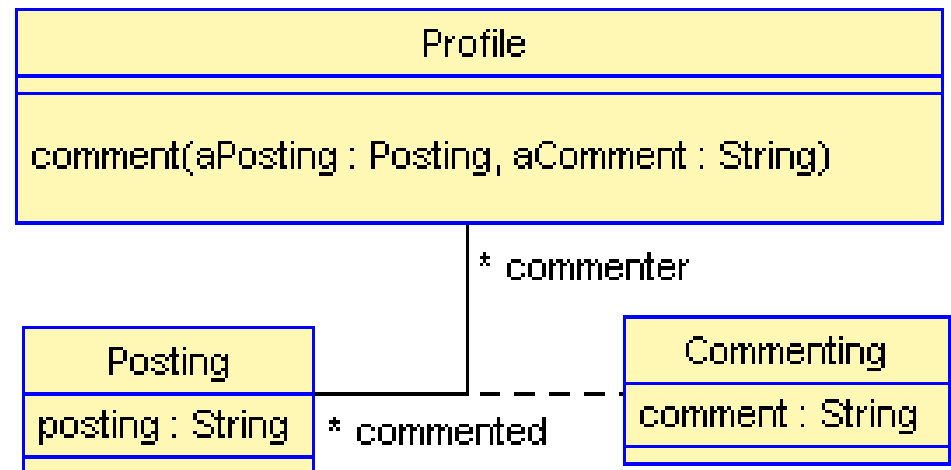 Profile
comment(aPosting : Posting, aComment : String)
* commenter
Posting
Commenting
posting : String
* commented
comment : String